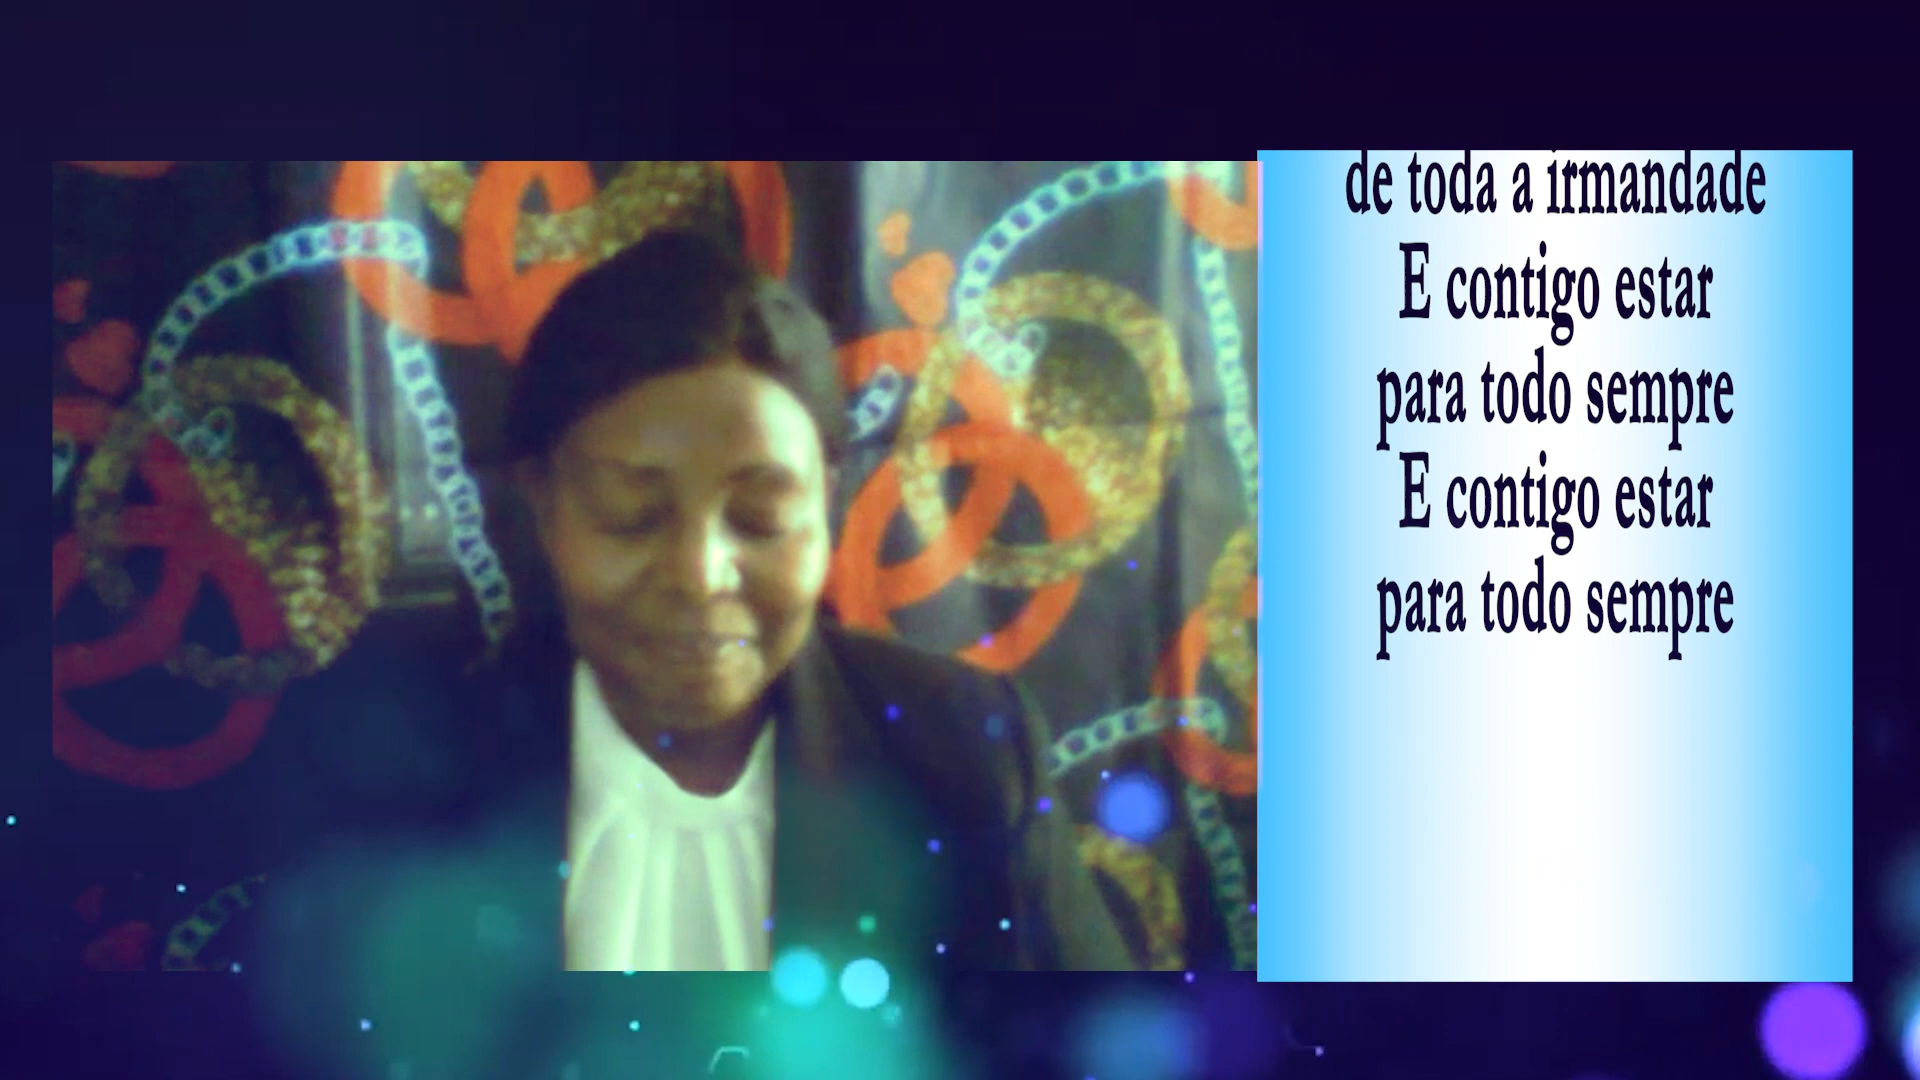 de toda a irmandade
E contigo estar
para todo sempre
E contigo estar
para todo sempre